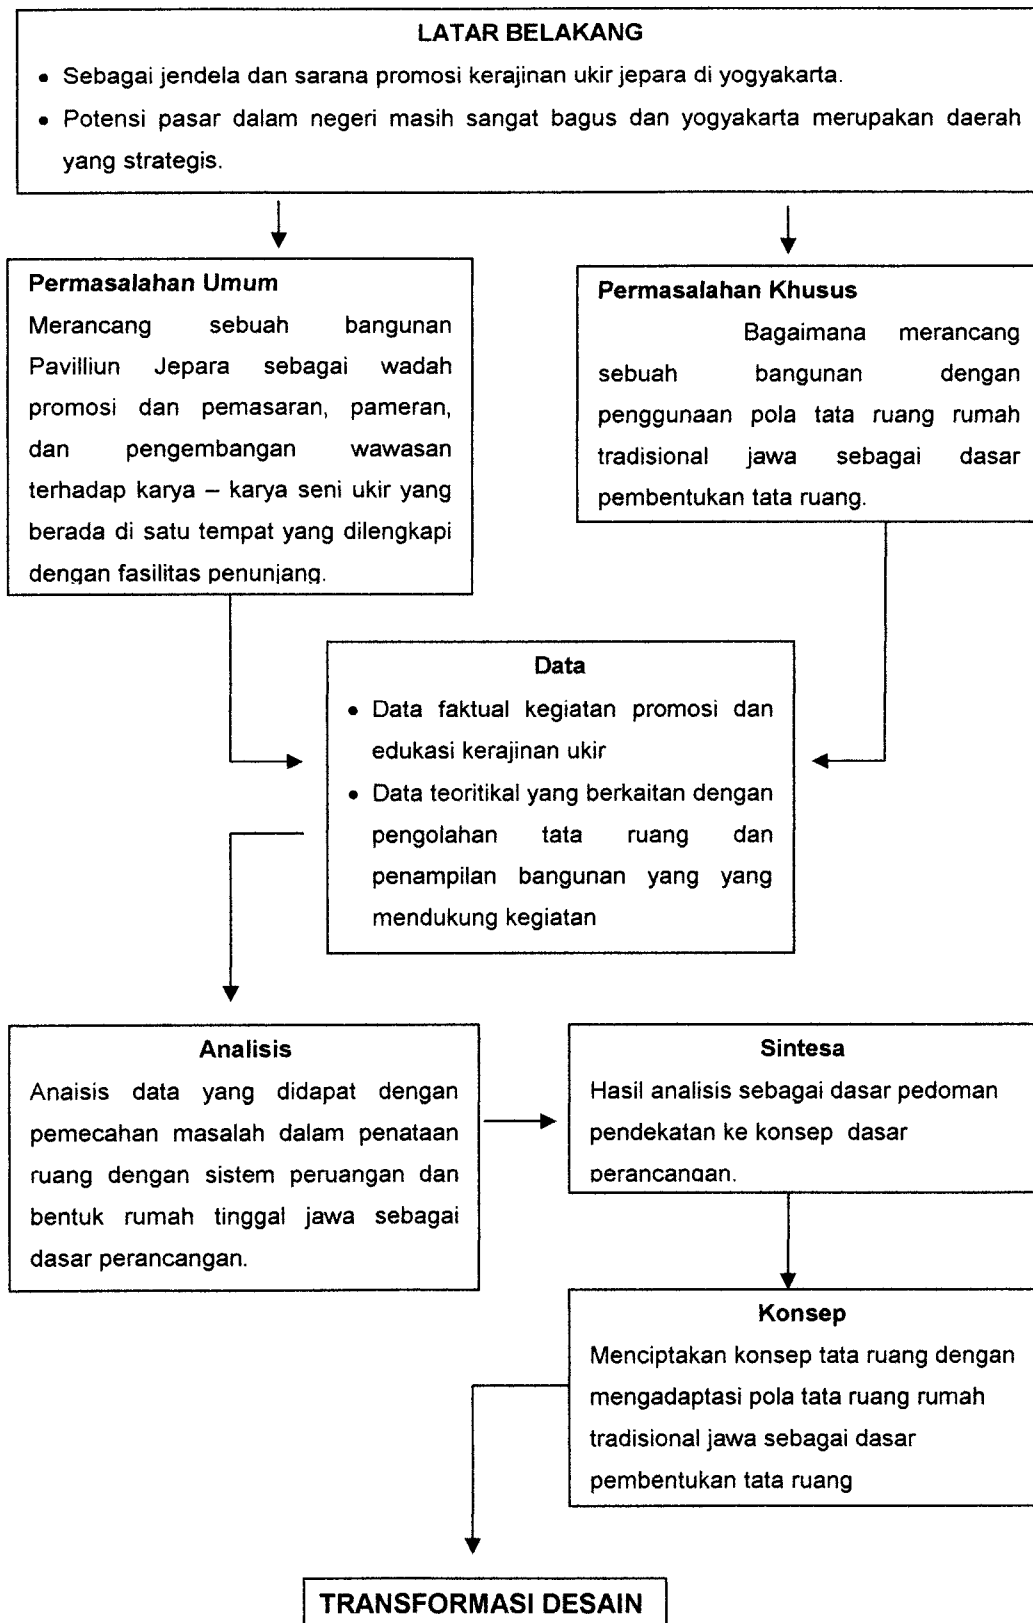 LATAR BELAKANG
• Sebagai jendela dan sarana promosi kerajinan ukir jepara di yogyakarta.
• Potensi pasar dalam negeri masih sangat bagus dan yogyakarta merupakan daerah
yang strategis.
Permasalahan Umum
Merancang sebuah bangunan
Pavilliun Jepara sebagai wadah
promosi dan pemasaran, pameran,
dan pengembangan wawasan
terhadap karya – karya seni ukir yang
berada di satu tempat yang dilengkapi
dengan fasilitas penunjang.
Permasalahan Khusus
Bagaimana merancang
sebuah bangunan dengan
penggunaan pola tata ruang rumah
tradisional jawa sebagai dasar
pembentukan tata ruang.
Data
• Data faktual kegiatan promosi dan
edukasi kerajinan ukir
• Data teoritikal yang berkaitan dengan
pengolahan tata ruang dan
penampilan bangunan yang yang
mendukung kegiatan
Analisis
Anaisis data yang didapat dengan
pemecahan masalah dalam penataan
ruang dengan sistem peruangan dan
bentuk rumah tinggal jawa sebagai
dasar perancangan.
Sintesa
Hasil analisis sebagai dasar pedoman
pendekatan ke konsep dasar
perancangan.
Konsep
Menciptakan konsep tata ruang dengan
mengadaptasi pola tata ruang rumah
tradisional jawa sebagai dasar
pembentukan tata ruang
TRANSFORMASI DESAIN